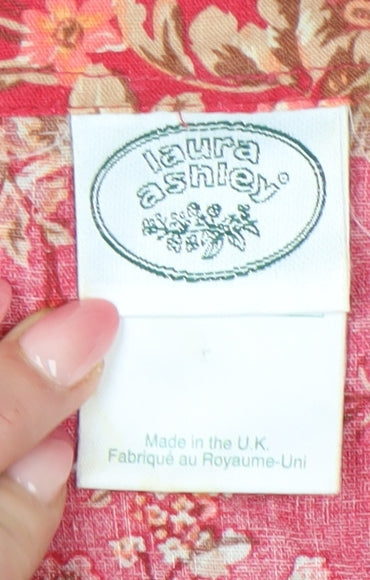 laura
ashley®
Made in the U.K.
Fabriqué au Royaume-Uni